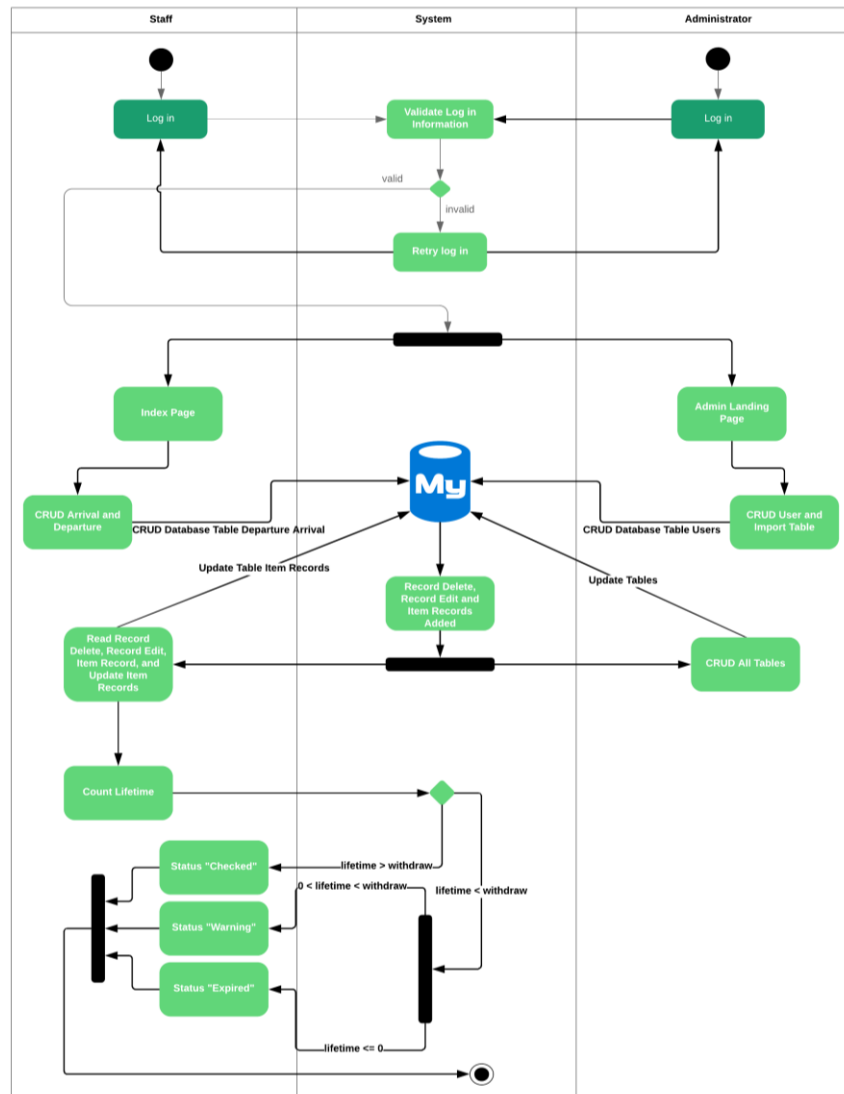 Staff
System
Administrator
Log in
Validate Log in
Information
Log in
valid
invalid
Retry log in
Index Page
Admin Landing
Page
My
CRUD Arrival and
Departure
CRUD User and
Import Table
CRUD Database Table Departure Arrival
CRUD Database Table Users
Update Table Item Records
Update Tables
Record Delete,
Record Edit and
Item Records
Added
Read Record
Delete, Record Edit,
Item Record, and
Update Item
Records
CRUD All Tables
Count Lifetime
Status "Checked"
lifetime > withdraw
0 < lifetime < withdraw
lifetime < withdraw
Status "Warning"
Status "Expired"
lifetime <= 0